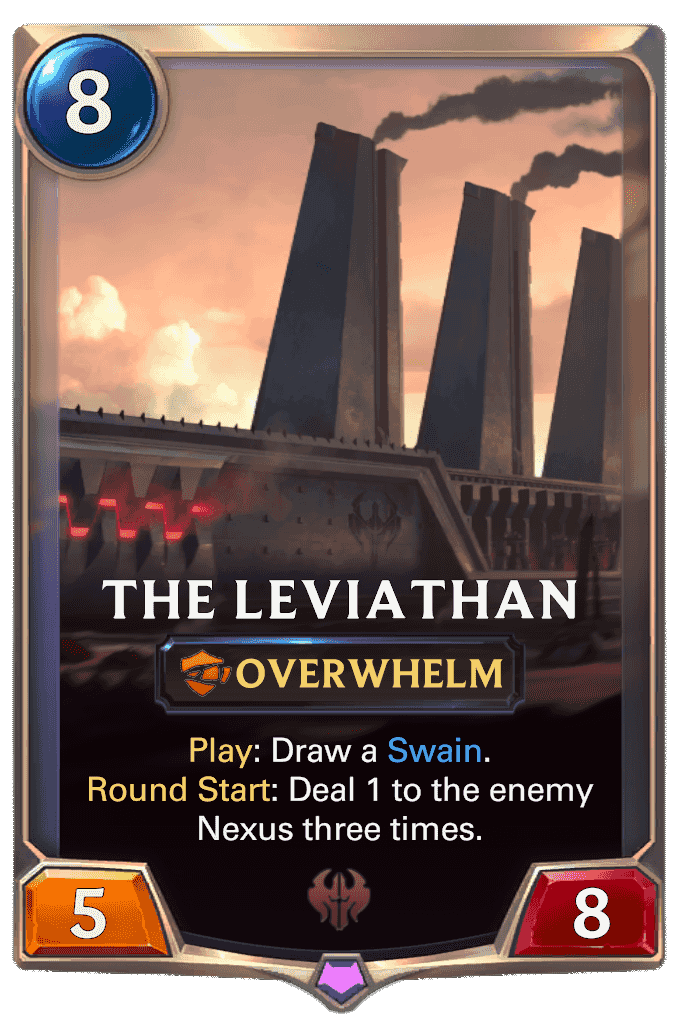 8
THE LEVIATHAN
OVERWHELM
Play: Draw a Swain.
Round Start: Deal 1 to the enemy
Nexus three times.
5
8